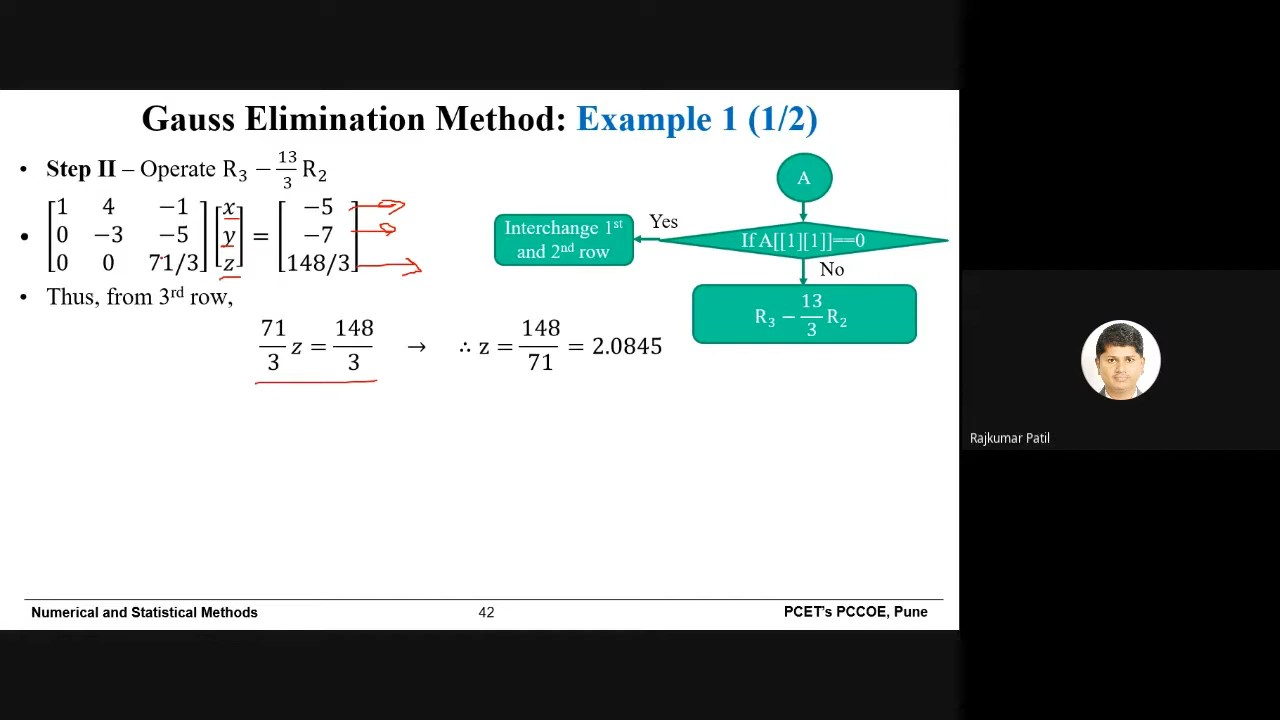 Gauss Elimination Method: Example 1 (1/2)
• Step II – Operate R₃ − 13/3 R₂
• [1 4 −1; 0 −3 −5; 0 0 71/3] [x; y; z] = [−5; −7; 148/3]
• Thus, from 3rd row,
71/3 z = 148/3 → ∴ z = 148/71 = 2.0845
A
If A[[1][1]]==0
Yes
Interchange 1st
and 2nd row
No
R₃ − 13/3 R₂
Rajkumar Patil
Numerical and Statistical Methods
42
PCET's PCCOE, Pune